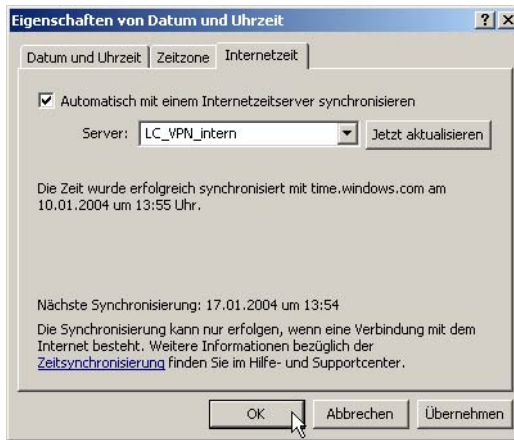 Eigenschaften von Datum und Uhrzeit
Datum und Uhrzeit Zeitzone Internetzeit
Automatisch mit einem Internetzeitserver synchronisieren
Server: LC_VPN_intern Jetzt aktualisieren
Die Zeit wurde erfolgreich synchronisiert mit time.windows.com am
10.01.2004 um 13:55 Uhr.
Nächste Synchronisierung: 17.01.2004 um 13:54
Die Synchronisierung kann nur erfolgen, wenn eine Verbindung mit dem
Internet besteht. Weitere Informationen bezüglich der
Zeitsynchronisierung finden Sie im Hilfe- und Supportcenter.
OK Abbrechen Übernehmen